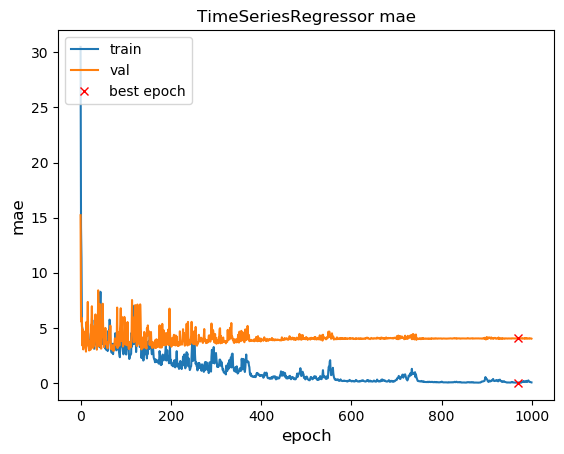 TimeSeriesRegressor mae
train
val
best epoch
mae
30
25
20
15
10
5
0
0 200 400 600 800 1000
epoch